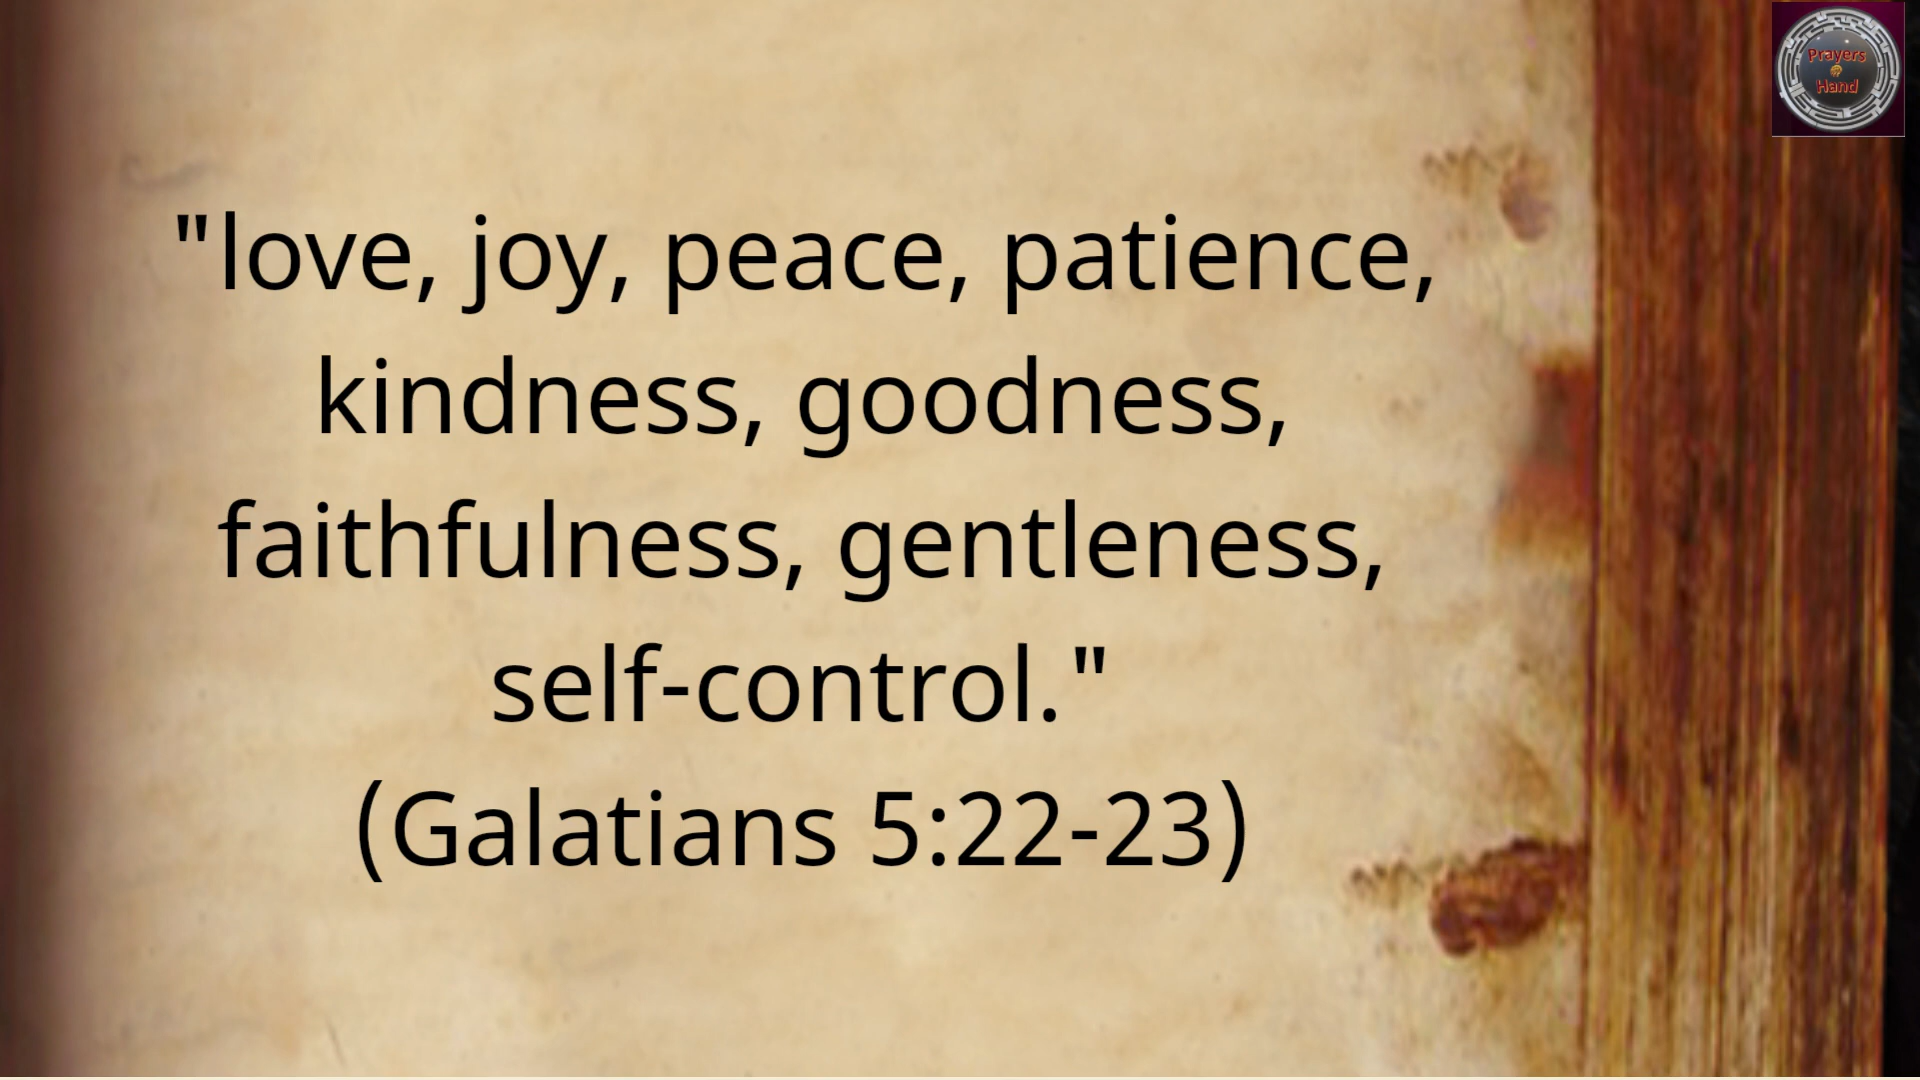 "love, joy, peace, patience,
kindness, goodness,
faithfulness, gentleness,
self-control."
(Galatians 5:22-23)
Prayers
Hand